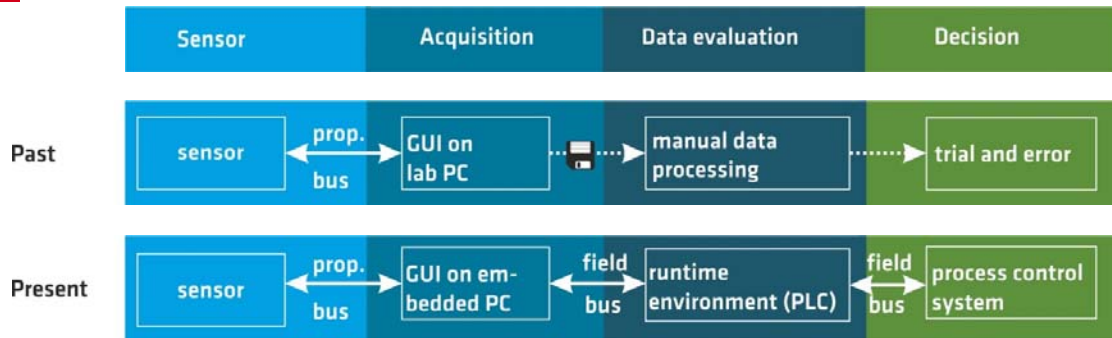 Sensor
Acquisition
Data evaluation
Decision
Past
sensor
prop.
bus
GUI on
lab PC
manual data
processing
trial and error
Present
sensor
prop.
bus
GUI on em-
bedded PC
field
bus
runtime
environment (PLC)
field
bus
process control
system